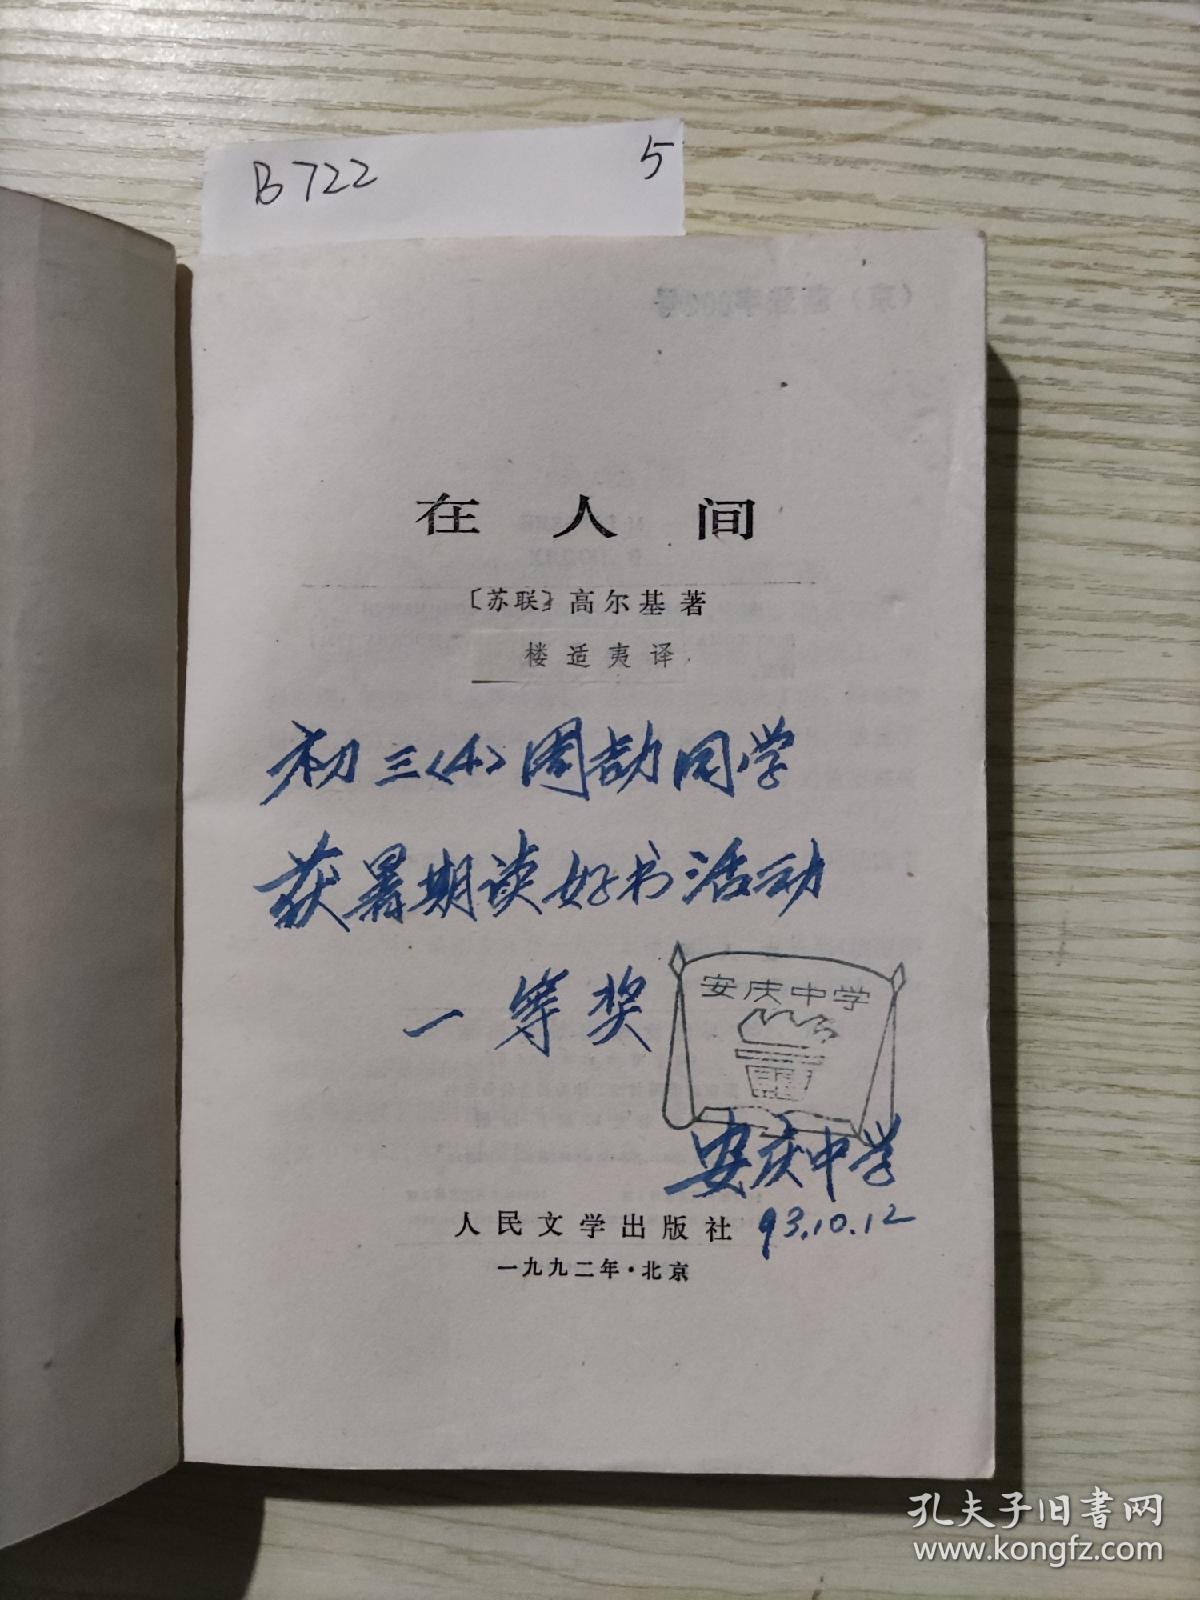 B722 5
在人间
〔苏联〕高尔基著
楼适夷译
初三<4>周劼同学
获暑期读好书活动
一等奖
安庆中学
安庆中学
93.10.12
人民文学出版社
一九九二年·北京
孔夫子旧书网
www.kongfz.com